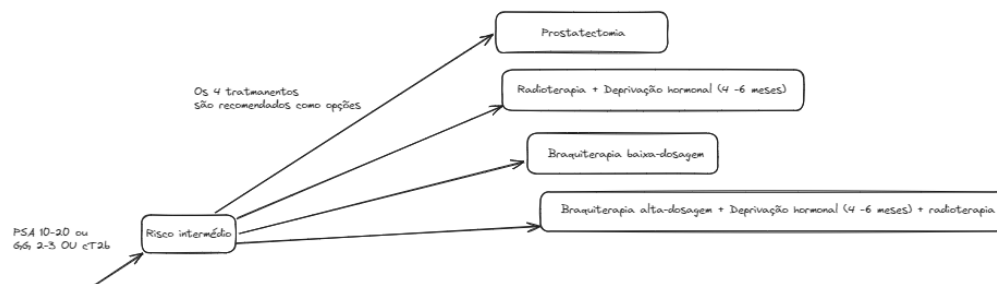 Prostatectomia
Os 4 tratmanentos
são recomendados como opções
Radioterapia + Deprivação hormonal (4 -6 meses)
Braquiterapia baixa-dosagem
Braquiterapia alta-dosagem + Deprivação hormonal (4 -6 meses) + radioterapia
PSA 10-20 ou
GG 2-3 OU cT2b
Risco intermédio